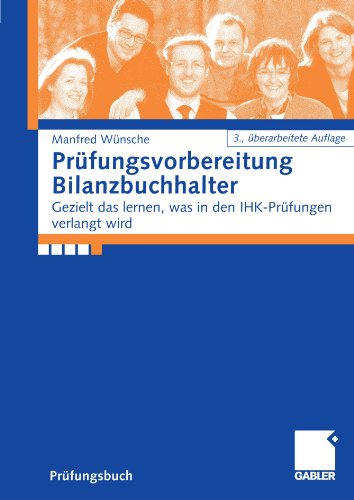 Manfred Wünsche
3., überarbeitete Auflage
Prüfungsvorbereitung
Bilanzbuchhalter
Gezielt das lernen, was in den IHK-Prüfungen
verlangt wird
Prüfungsbuch
GABLER